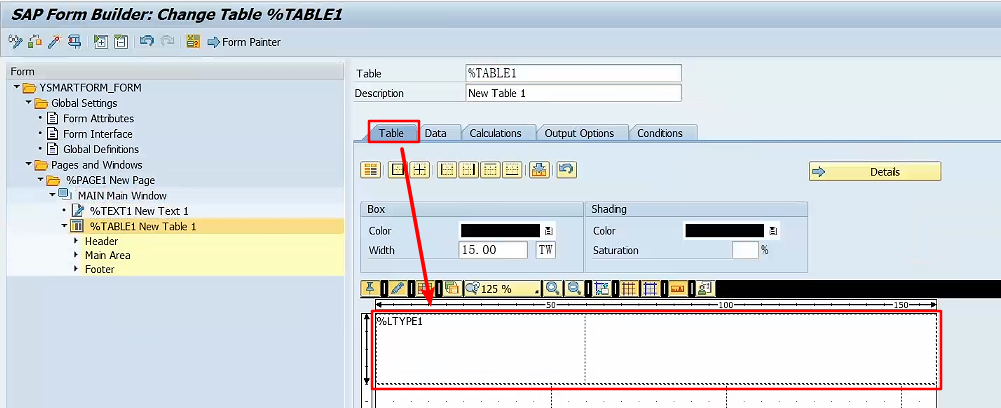 SAP Form Builder: Change Table %TABLE1
Form Painter
Form
YSMARTFORM_FORM
Global Settings
Form Attributes
Form Interface
Global Definitions
Pages and Windows
%PAGE1 New Page
MAIN Main Window
%TEXT1 New Text 1
%TABLE1 New Table 1
Header
Main Area
Footer
Table %TABLE1
Description New Table 1
Table Data Calculations Output Options Conditions
Details
Box Shading
Color Color
Width 15.00 TW Saturation %
125 %
50 100 150
%LTYPE1